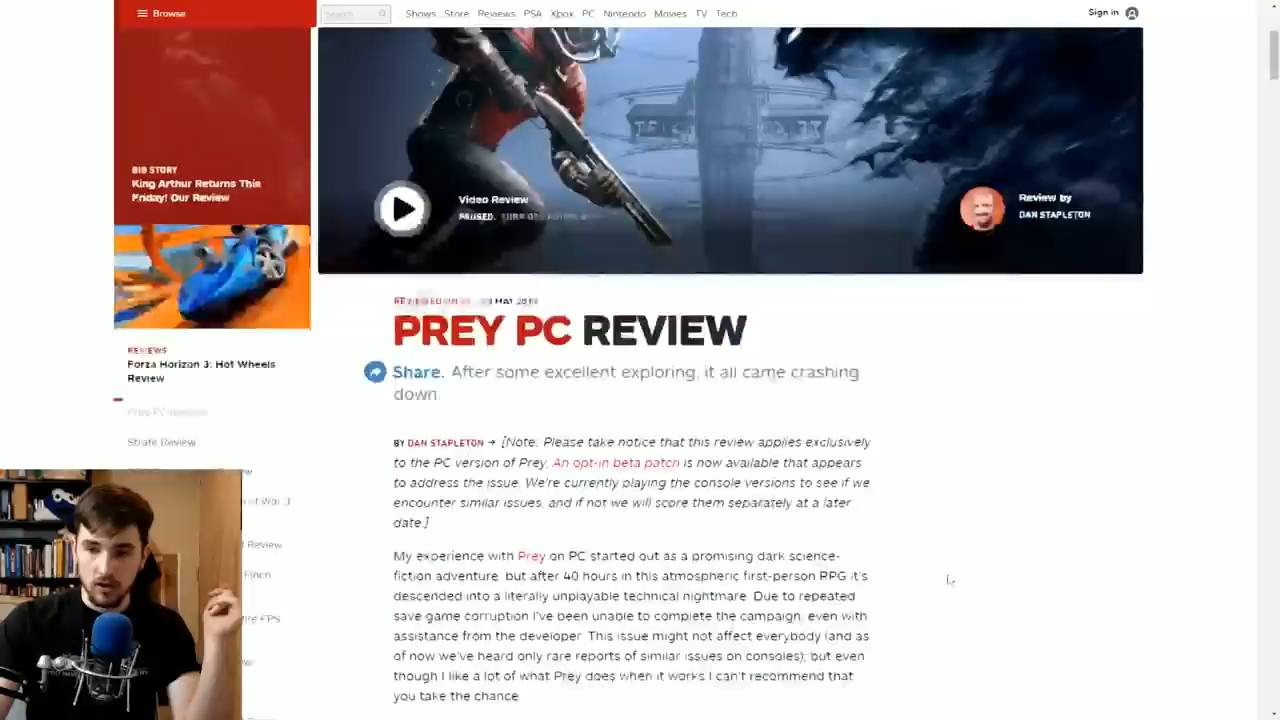 Browse
Search
Shows Store Reviews PS4 Xbox PC Nintendo Movies TV Tech
Sign in
BIG STORY
King Arthur Returns This
Friday! Our Review
Video Review
PAUSED.
Review by
DAN STAPLETON
MAY
PREY PC REVIEW
REVIEWS
Forza Horizon 3: Hot Wheels
Review
Share. After some excellent exploring, it all came crashing
down.
Prey PC Review
Strafe Review
of War 3
Review
Finch
BY DAN STAPLETON → [Note: Please take notice that this review applies exclusively
to the PC version of Prey. An opt-in beta patch is now available that appears
to address the issue. We're currently playing the console versions to see if we
encounter similar issues, and if not we will score them separately at a later
date.]
My experience with Prey on PC started out as a promising dark science-
fiction adventure, but after 40 hours in this atmospheric first-person RPG it's
descended into a literally unplayable technical nightmare. Due to repeated
save game corruption I've been unable to complete the campaign, even with
assistance from the developer. This issue might not affect everybody (and as
of now we've heard only rare reports of similar issues on consoles), but even
though I like a lot of what Prey does when it works I can't recommend that
you take the chance.